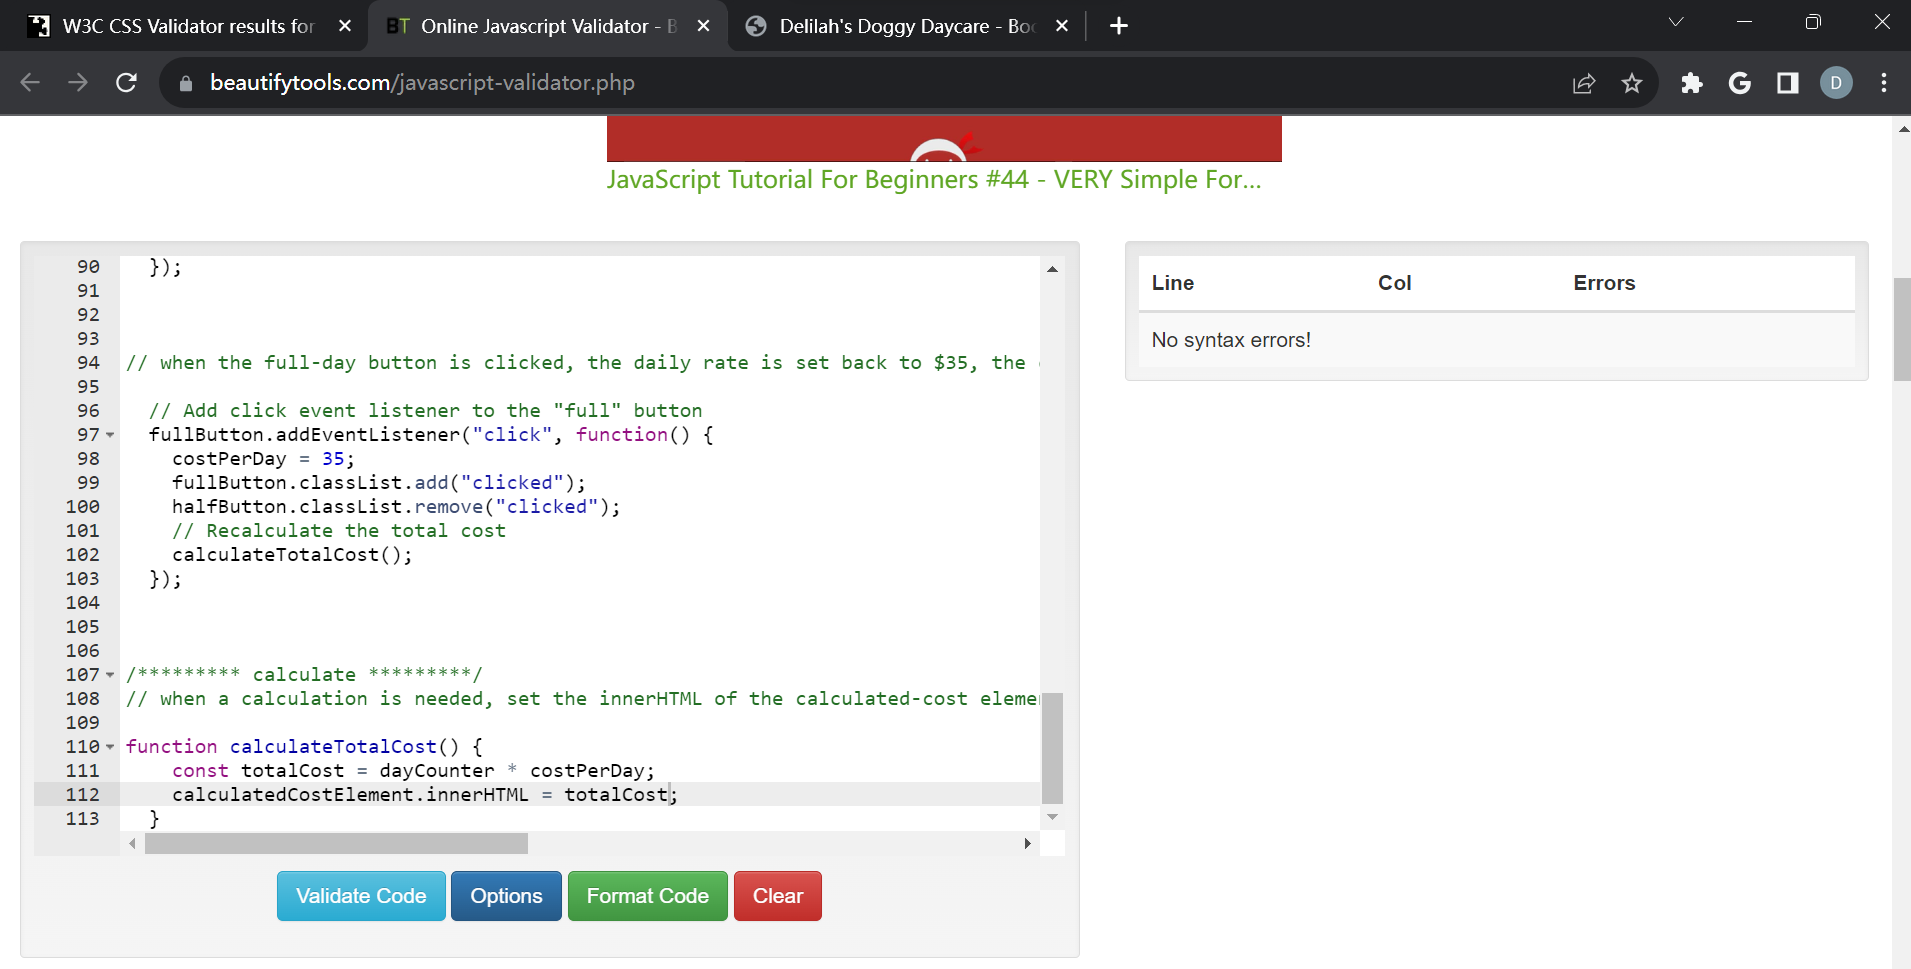 W3C CSS Validator results for
BT Online Javascript Validator - B
Delilah's Doggy Daycare - Boo
beautifytools.com/javascript-validator.php
G
D
JavaScript Tutorial For Beginners #44 - VERY Simple For...
90 });
91
92
93
94 // when the full-day button is clicked, the daily rate is set back to $35, the
95
96 // Add click event listener to the "full" button
97 fullButton.addEventListener("click", function() {
98 costPerDay = 35;
99 fullButton.classList.add("clicked");
100 halfButton.classList.remove("clicked");
101 // Recalculate the total cost
102 calculateTotalCost();
103 });
104
105
106
107 /********* calculate *********/
108 // when a calculation is needed, set the innerHTML of the calculated-cost eleme
109
110 function calculateTotalCost() {
111 const totalCost = dayCounter * costPerDay;
112 calculatedCostElement.innerHTML = totalCost;
113 }
Validate Code
Options
Format Code
Clear
Line Col Errors
No syntax errors!